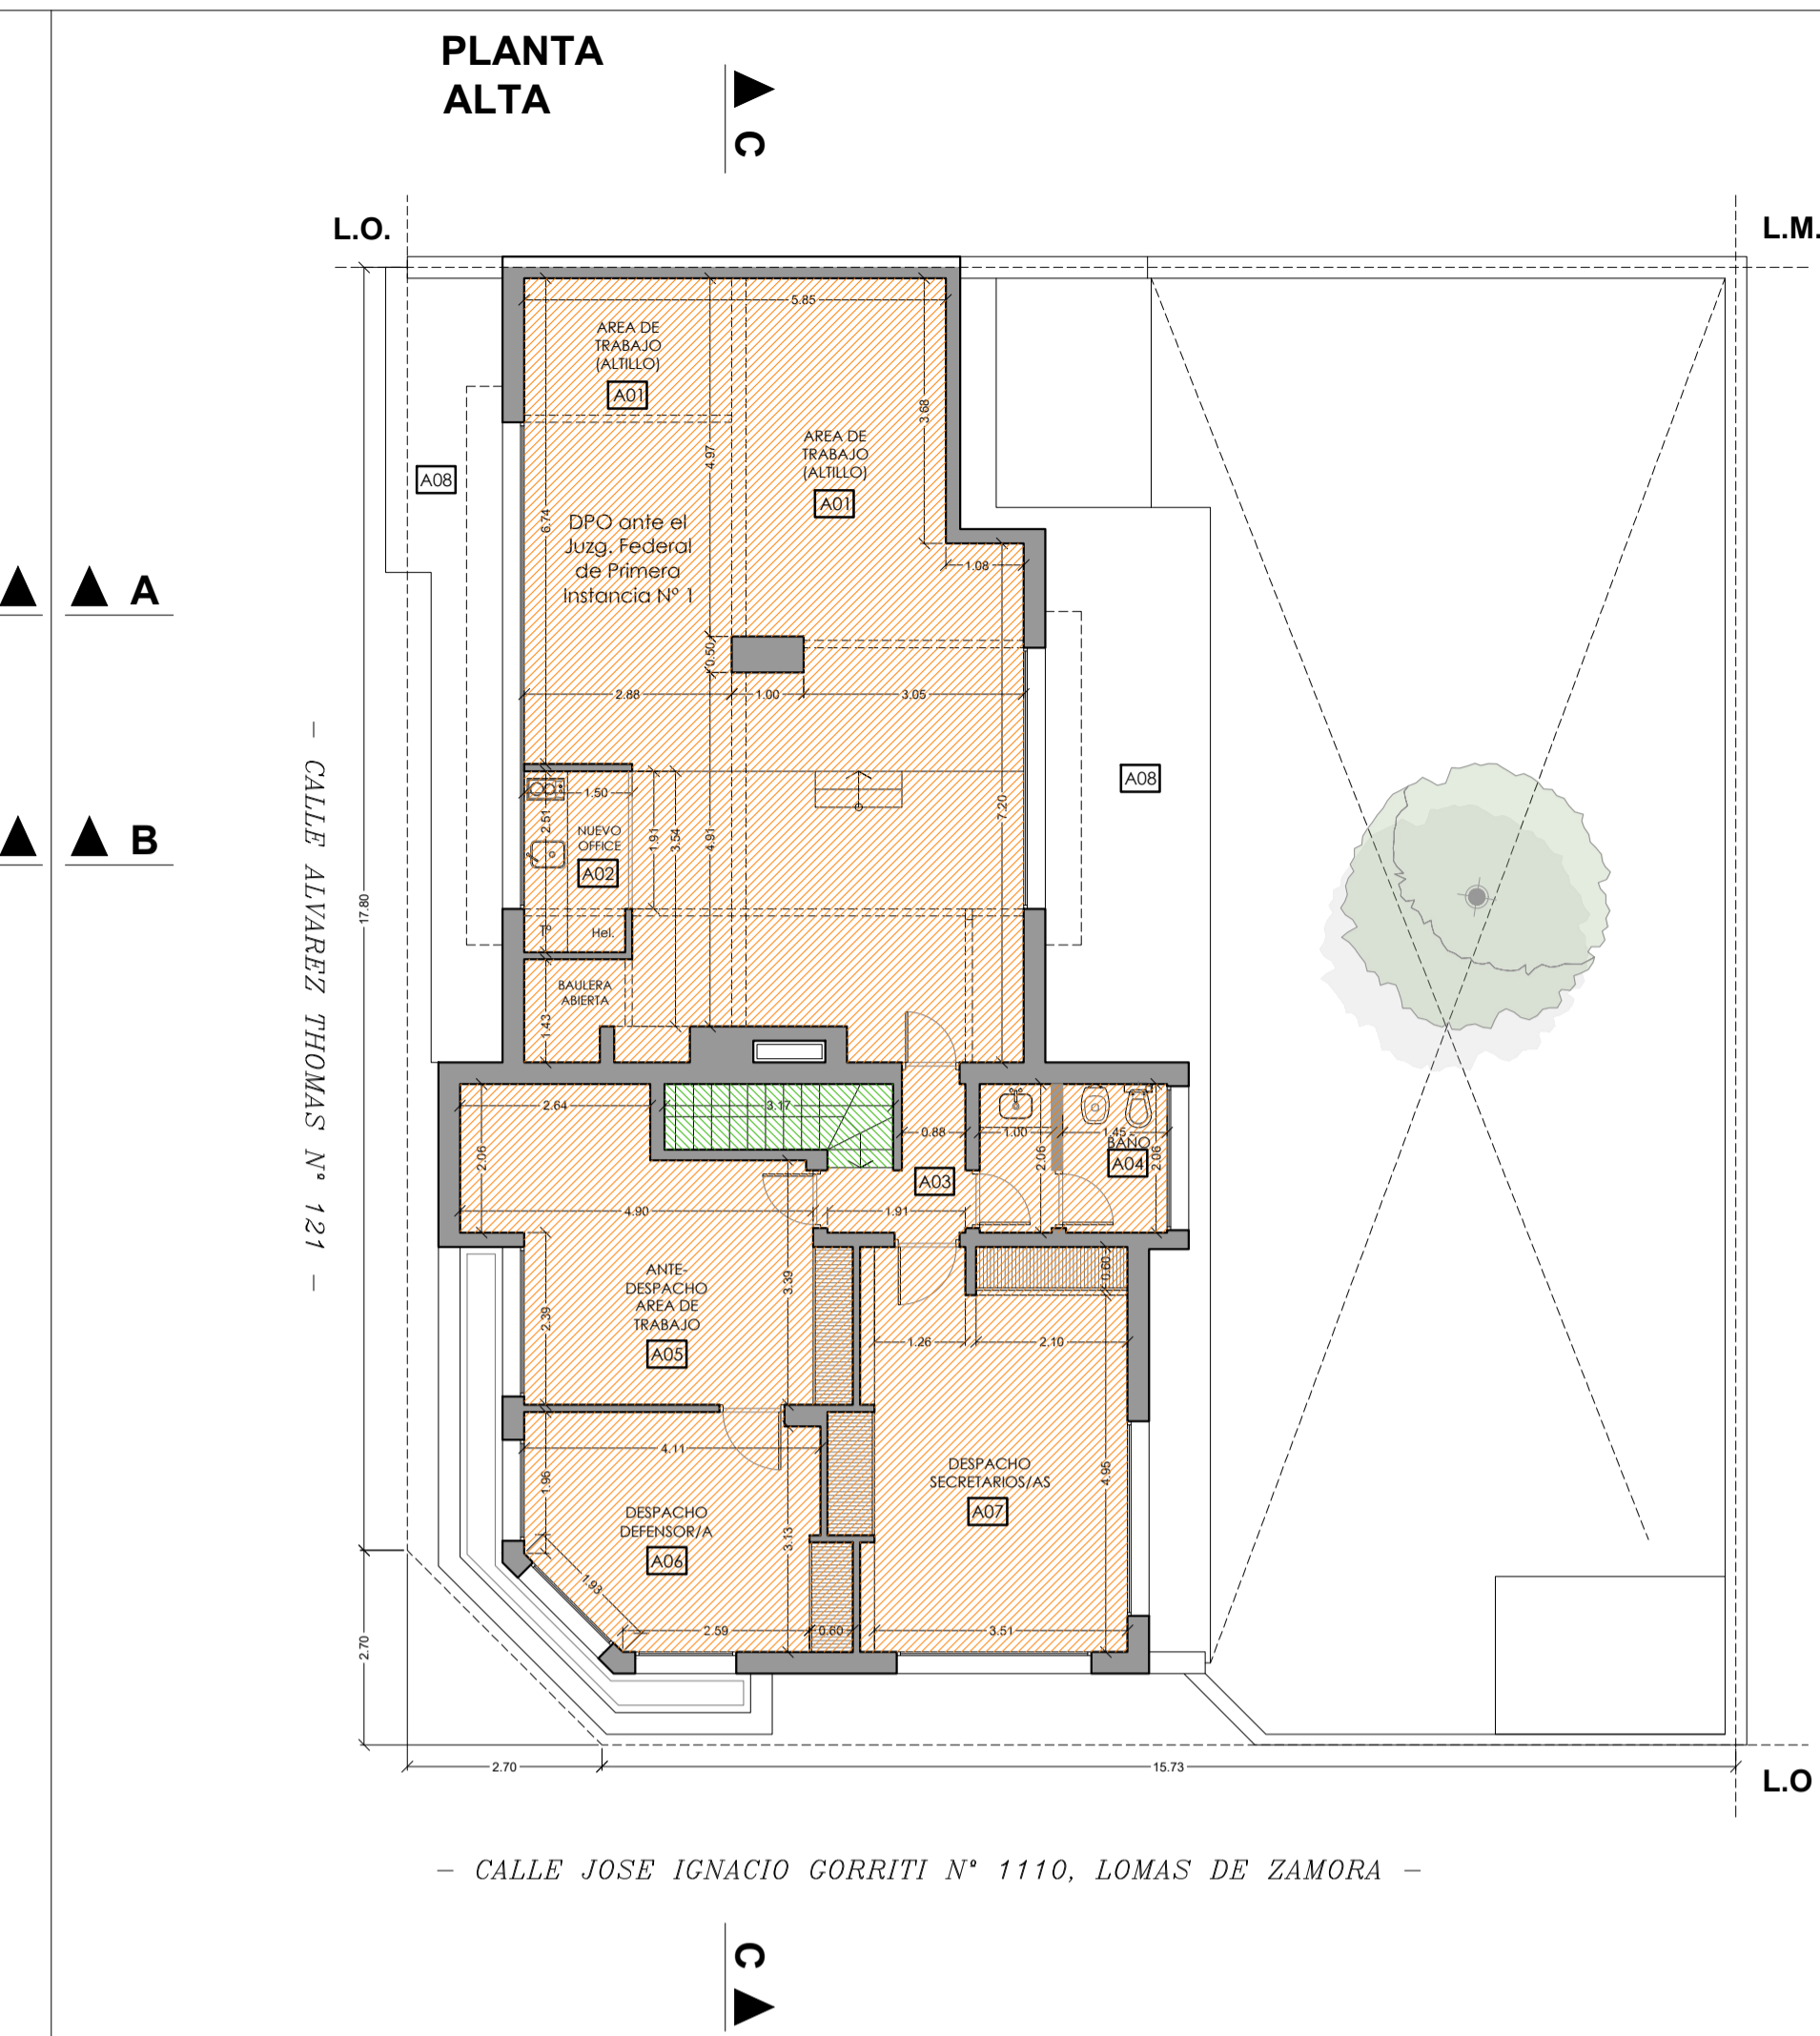 PLANTA
ALTA
C
L.O.
L.M.
5.85
AREA DE
TRABAJO
(ALTILLO)
A01
3.68
AREA DE
TRABAJO
(ALTILLO)
A01
4.97
A08
6.74
DPO ante el
Juzg. Federal
de Primera
Instancia Nº 1
1.08
A
0.50
2.88
1.00
3.05
A08
1.50
2.51
NUEVO
OFFICE
A02
1.91
3.54
4.91
7.20
B
17.80
Tº
Hel.
BAULERA
ABIERTA
1.43
– CALLE ALVAREZ THOMAS Nº 121 –
2.64
3.17
0.88
1.00
1.45
BAÑO
A04
2.06
2.06
2.06
A03
4.90
1.91
ANTE-
DESPACHO
AREA DE
TRABAJO
A05
3.39
2.39
0.60
1.26
2.10
4.11
1.95
DESPACHO
SECRETARIOS/AS
A07
4.95
DESPACHO
DEFENSOR/A
A06
3.13
1.93
2.59
0.60
3.51
2.70
2.70
15.73
L.O
– CALLE JOSE IGNACIO GORRITI Nº 1110, LOMAS DE ZAMORA –
C